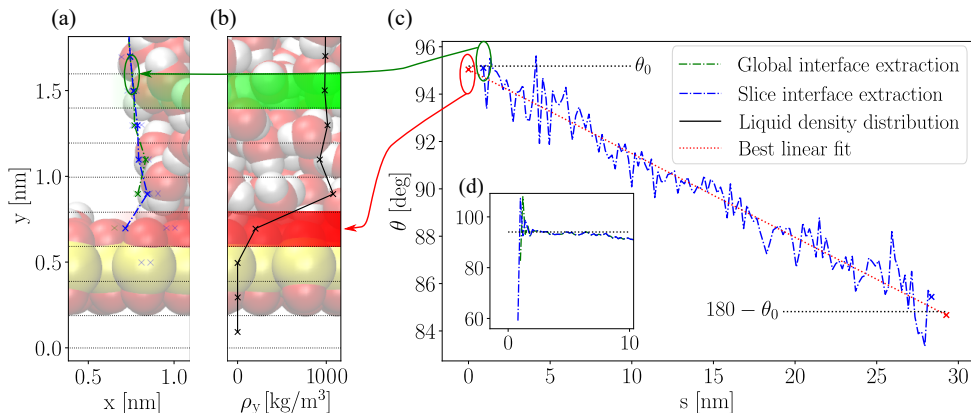 (a)
(b)
(c)
1.5
1.0
0.5
0.0
y [nm]
0.5
1.0
x [nm]
0
1000
ρ_y [kg/m³]
96
94
92
90
88
86
84
θ [deg]
θ₀
Global interface extraction
Slice interface extraction
Liquid density distribution
Best linear fit
(d)
100
80
60
0
10
180 − θ₀
0
5
10
15
20
25
30
s [nm]